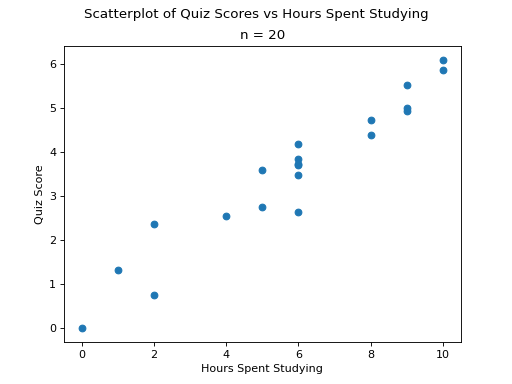 Scatterplot of Quiz Scores vs Hours Spent Studying
n = 20
6
5
4
3
2
1
0
Quiz Score
0 2 4 6 8 10
Hours Spent Studying